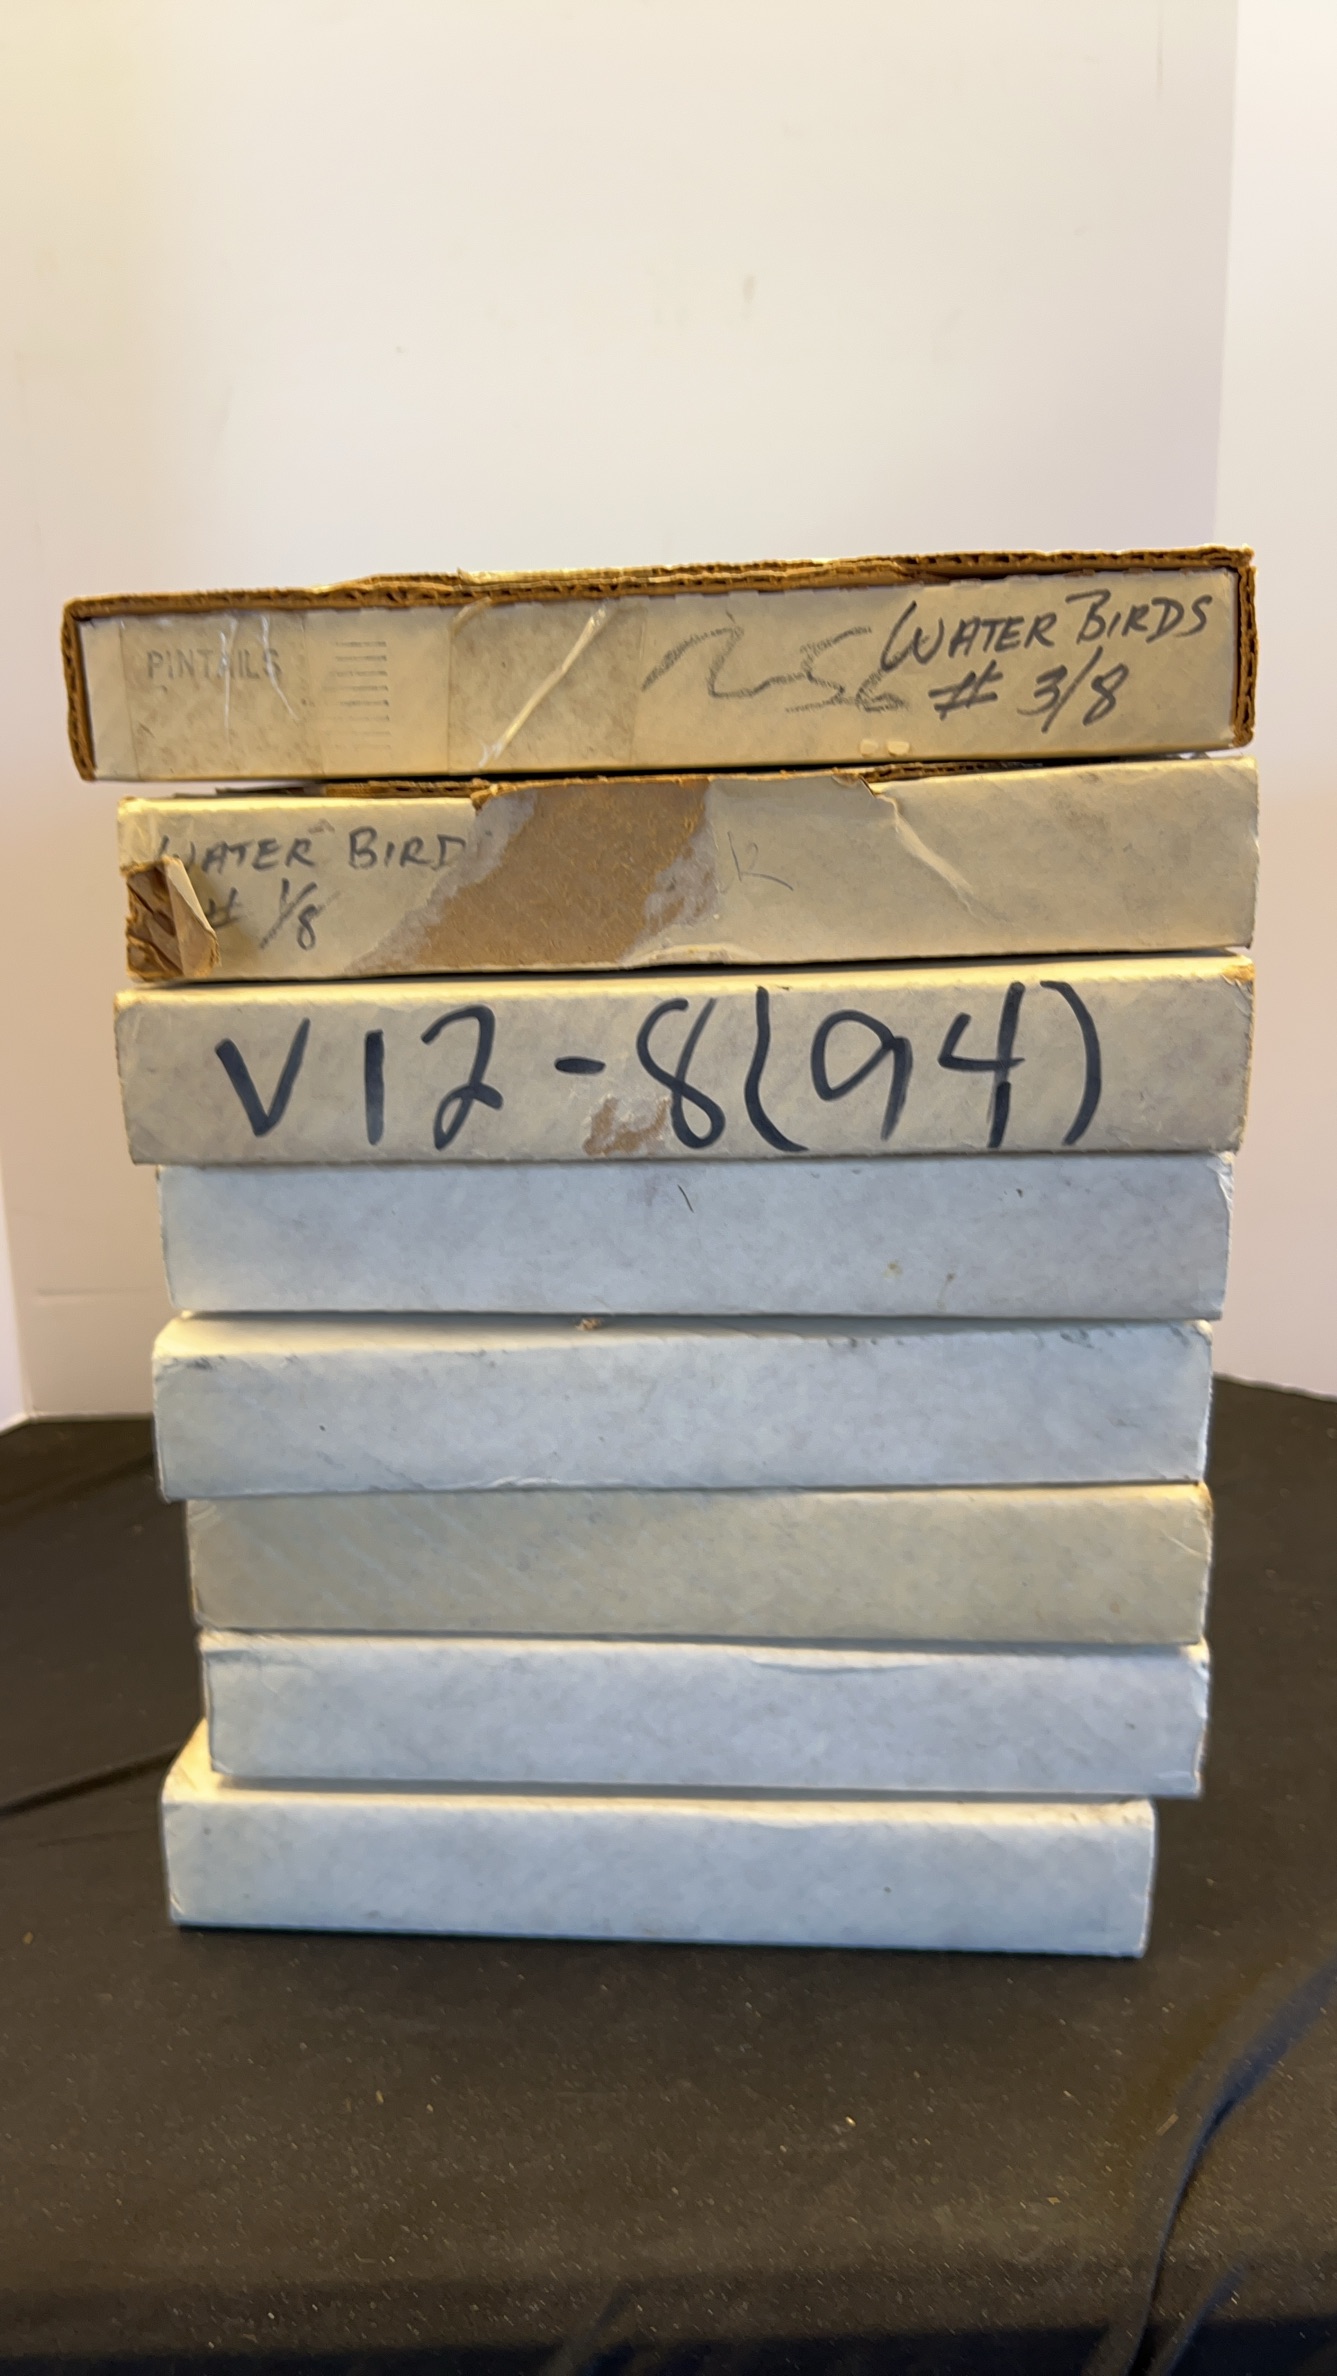 PINTAILS
WATER BIRDS
# 3/8
WATER BIRD
# 1/8
V12-8(94)